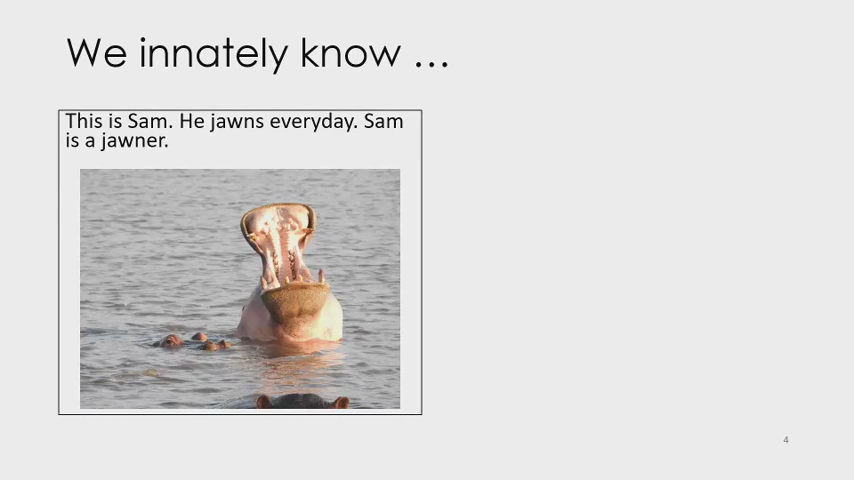 We innately know …
This is Sam. He jawns everyday. Sam
is a jawner.
4